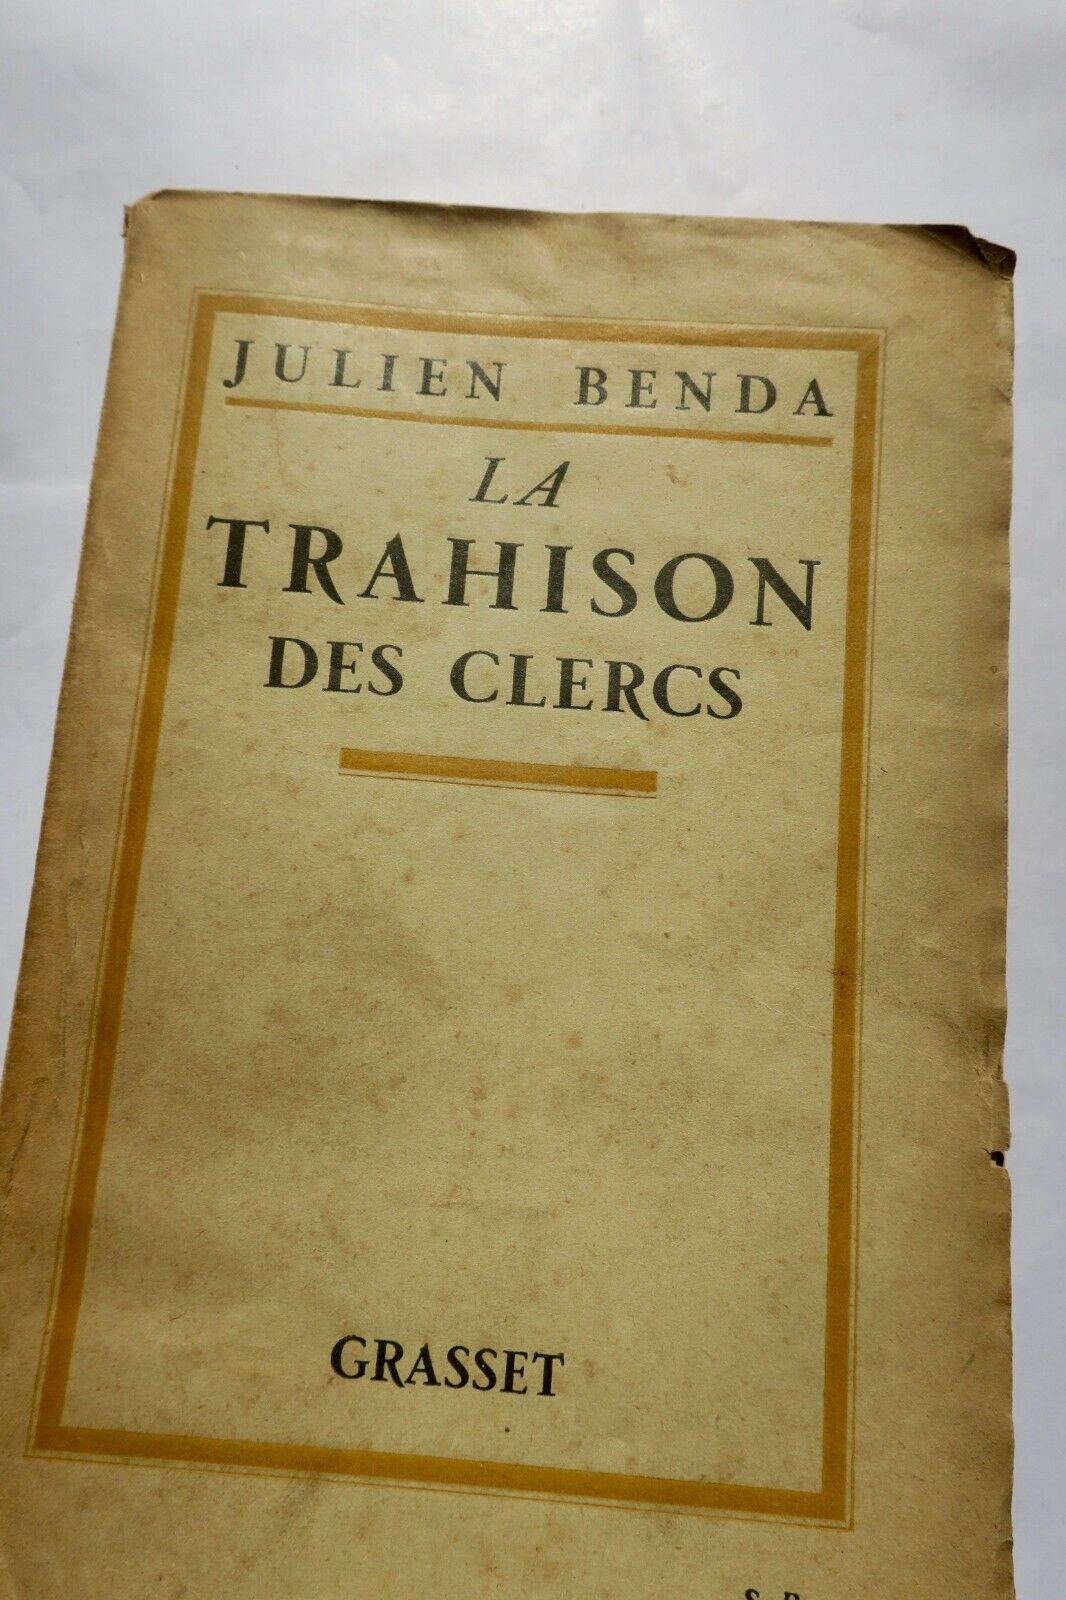 JULIEN BENDA
LA
TRAHISON
DES CLERCS
GRASSET